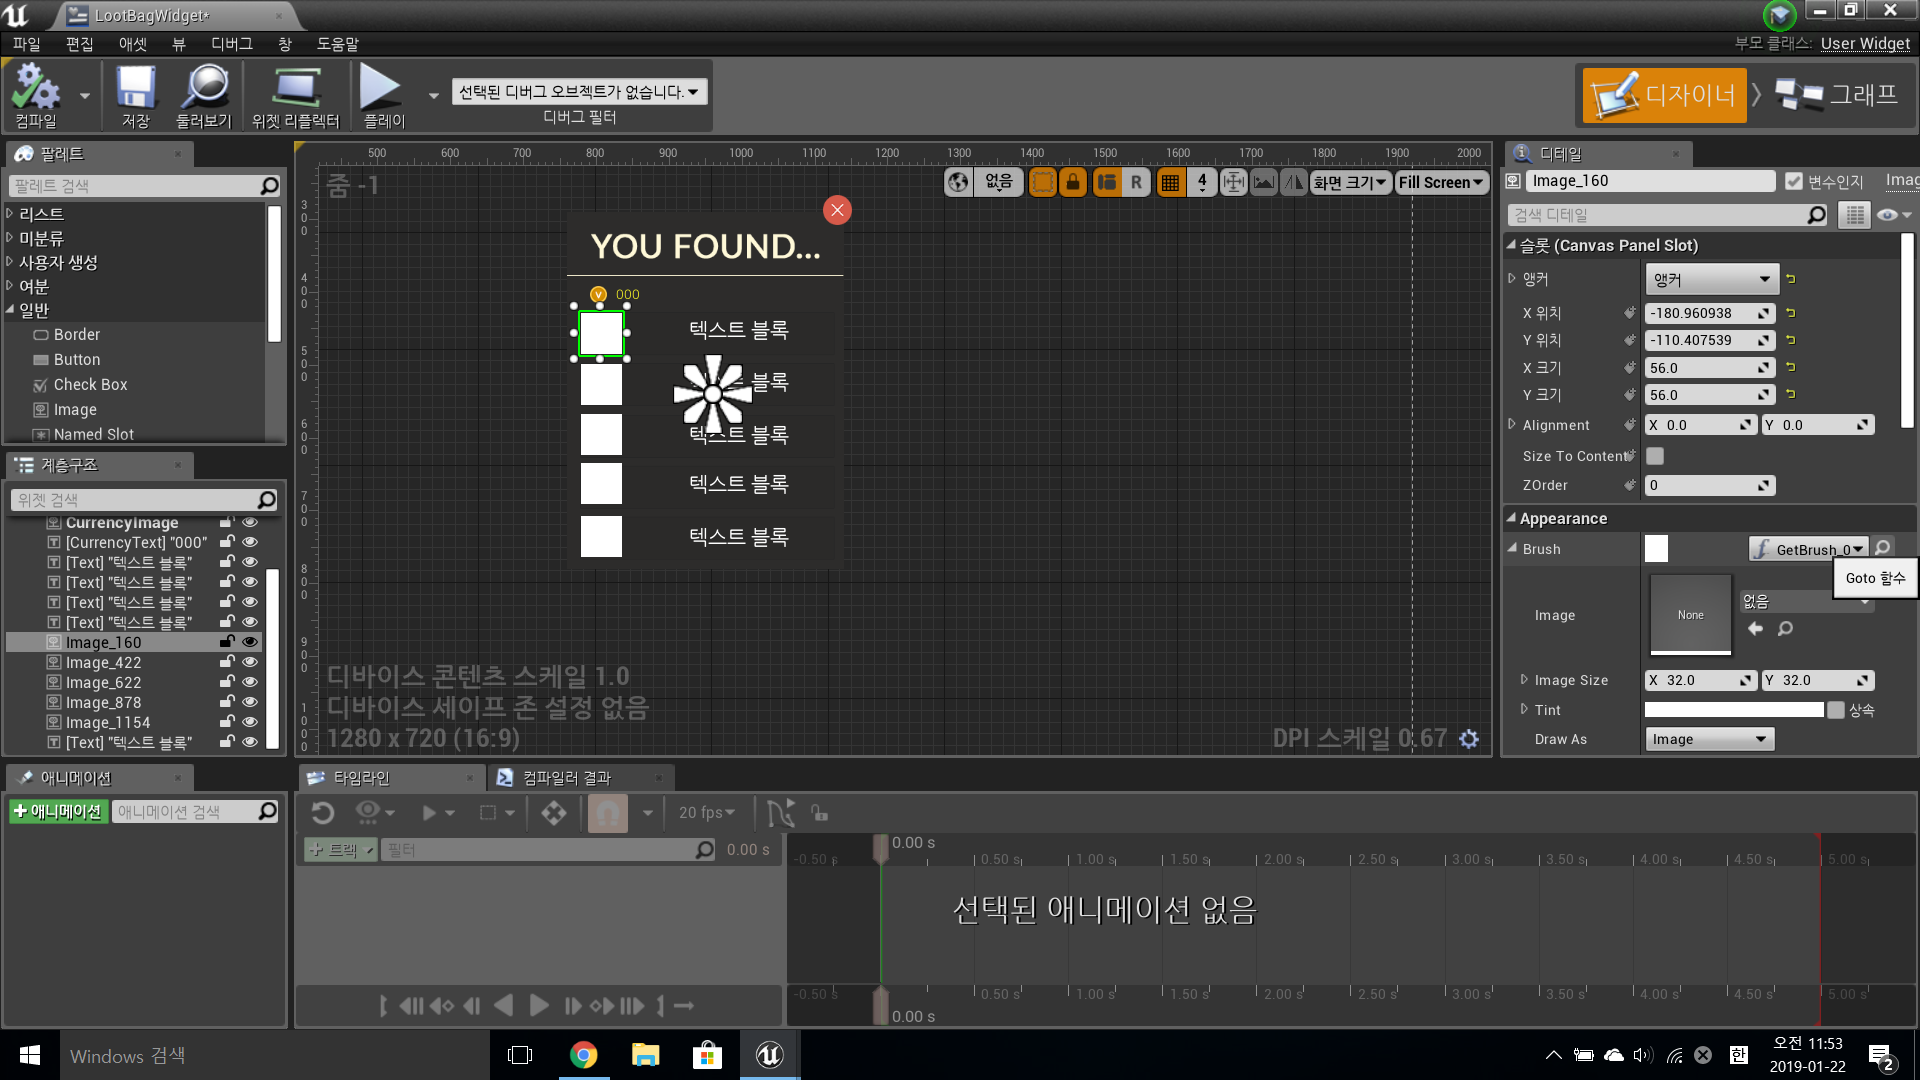 LootBagWidget*
파일 편집 애셋 뷰 디버그 창 도움말
부모 클래스: User Widget
컴파일 저장 둘러보기 위젯 리플렉터 플레이
선택된 디버그 오브젝트가 없습니다.
디버그 필터
디자이너 그래프
팔레트
팔레트 검색
리스트
미분류
사용자 생성
여분
일반
Border
Button
Check Box
Image
Named Slot
계층구조
위젯 검색
CurrencyImage
[CurrencyText] "000"
[Text] "텍스트 블록"
[Text] "텍스트 블록"
[Text] "텍스트 블록"
[Text] "텍스트 블록"
Image_160
Image_422
Image_622
Image_878
Image_1154
[Text] "텍스트 블록"
500 600 700 800 900 1000 1100 1200 1300 1400 1500 1600 1700 1800 1900 2000
300
400
500
600
700
800
900
1000
줌 -1
없음 R 4 화면 크기 Fill Screen
YOU FOUND...
V 000
텍스트 블록
블록
텍스트 블록
텍스트 블록
텍스트 블록
디바이스 콘텐츠 스케일 1.0
디바이스 세이프 존 설정 없음
1280 x 720 (16:9)
DPI 스케일 0.67
디테일
Image_160 변수인지 Imag
검색 디테일
슬롯 (Canvas Panel Slot)
앵커 앵커
X 위치 -180.960938
Y 위치 -110.407539
X 크기 56.0
Y 크기 56.0
Alignment X 0.0 Y 0.0
Size To Content
ZOrder 0
Appearance
Brush GetBrush_0
Goto 함수
Image None 없음
Image Size X 32.0 Y 32.0
Tint 상속
Draw As Image
애니메이션
+애니메이션 애니메이션 검색
타임라인 컴파일러 결과
20 fps
+ 트랙 필터 0.00 s
0.00 s
-0.50 s 0.50 s 1.00 s 1.50 s 2.00 s 2.50 s 3.00 s 3.50 s 4.00 s 4.50 s 5.00 s
선택된 애니메이션 없음
-0.50 s 0.50 s 1.00 s 1.50 s 2.00 s 2.50 s 3.00 s 3.50 s 4.00 s 4.50 s 5.00 s
0.00 s
Windows 검색
한
오전 11:53
2019-01-22
2